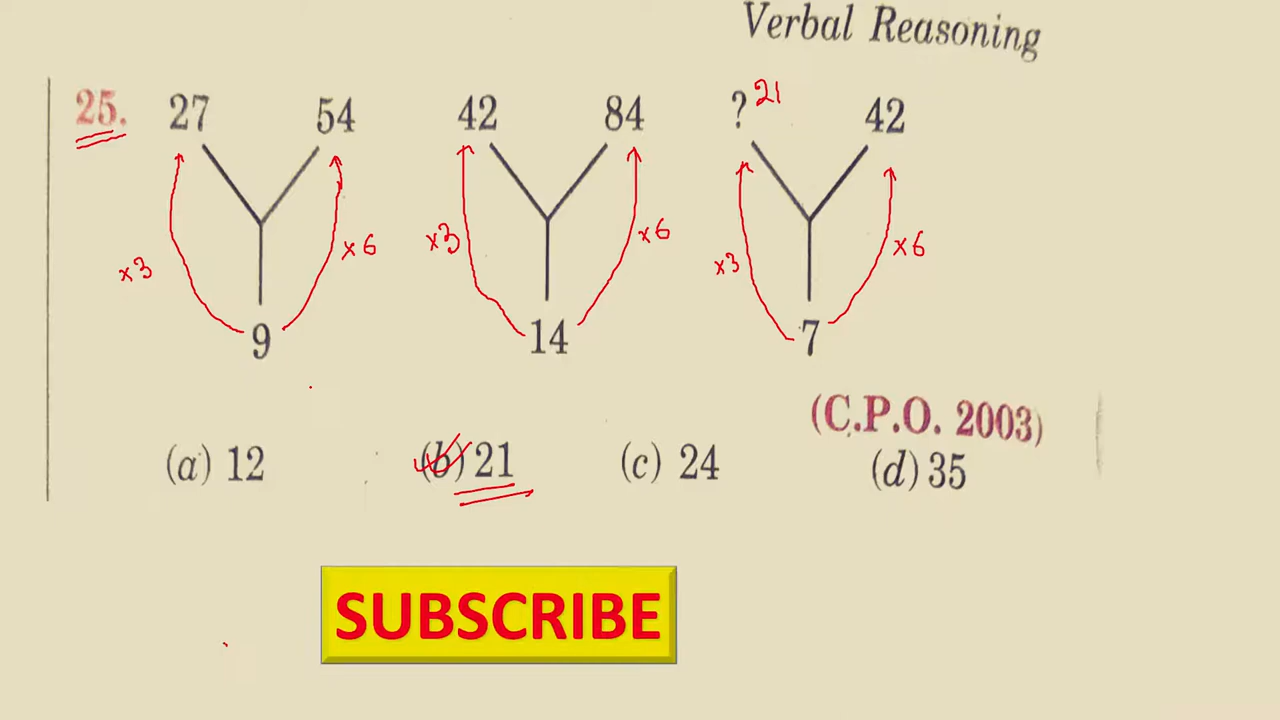 Verbal Reasoning
25. 27 54 42 84 ? 21 42
×3 ×6 ×3 ×6 ×3 ×6
9 14 7
(C.P.O. 2003)
(a) 12 (b) 21 (c) 24 (d) 35
SUBSCRIBE